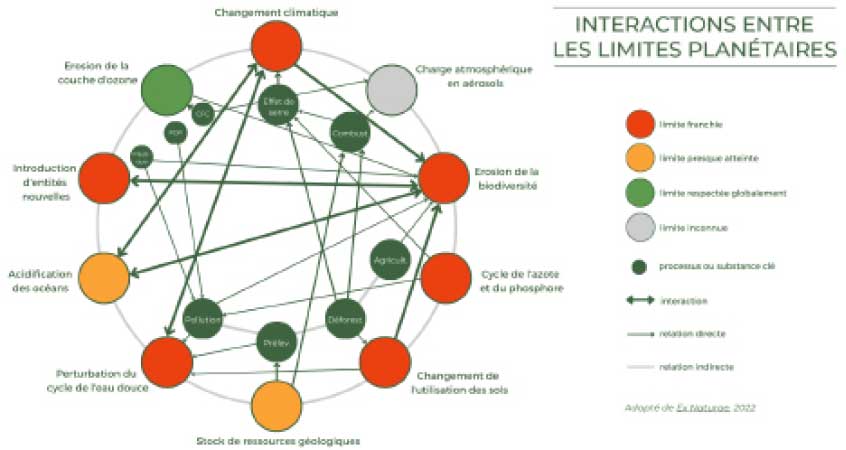 Changement climatique
INTERACTIONS ENTRE
LES LIMITES PLANÉTAIRES
Erosion de la
couche d'ozone
Charge atmosphérique
en aérosols
Effet de
serre
CFC
Combust
POP
limite franchie
limite presque atteinte
limite respectée globalement
limite inconnue
processus ou substance clé
interaction
relation directe
relation indirecte
Introduction
d'entités
nouvelles
Erosion de la
biodiversité
Acidification
des océans
Agricult
Cycle de l'azote
et du phosphore
Pollution
Déforest
Prélev
Perturbation du
cycle de l'eau douce
Changement de
l'utilisation des sols
Stock de ressources géologiques
Adapté de Ex Naturae, 2022